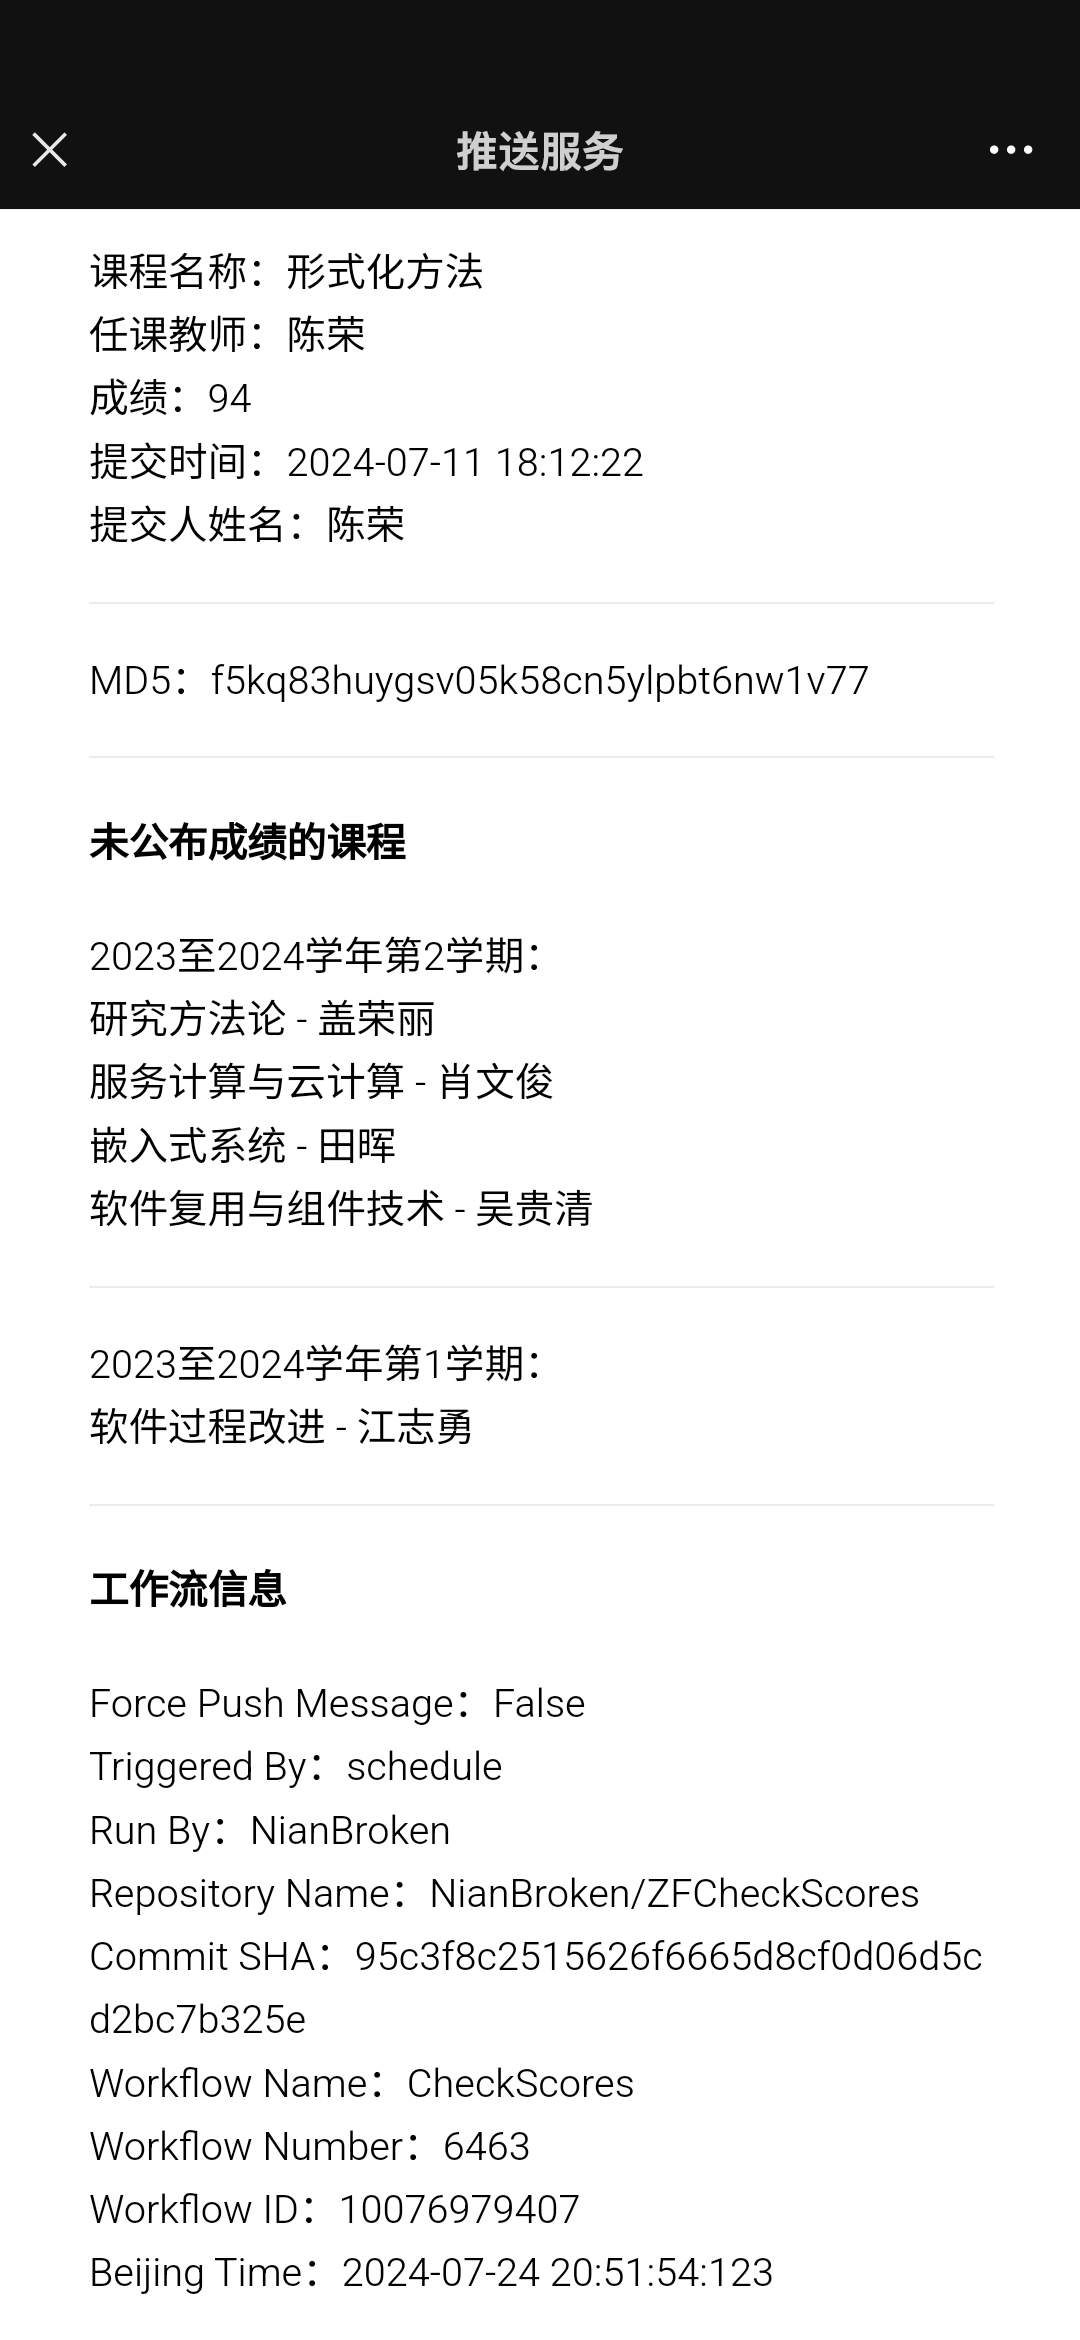 推送服务
课程名称：形式化方法
任课教师：陈荣
成绩：94
提交时间：2024-07-11 18:12:22
提交人姓名：陈荣
MD5：f5kq83huygsv05k58cn5ylpbt6nw1v77
未公布成绩的课程
2023至2024学年第2学期：
研究方法论 - 盖荣丽
服务计算与云计算 - 肖文俊
嵌入式系统 - 田晖
软件复用与组件技术 - 吴贵清
2023至2024学年第1学期：
软件过程改进 - 江志勇
工作流信息
Force Push Message：False
Triggered By：schedule
Run By：NianBroken
Repository Name：NianBroken/ZFCheckScores
Commit SHA：95c3f8c2515626f6665d8cf0d06d5c
d2bc7b325e
Workflow Name：CheckScores
Workflow Number：6463
Workflow ID：10076979407
Beijing Time：2024-07-24 20:51:54:123